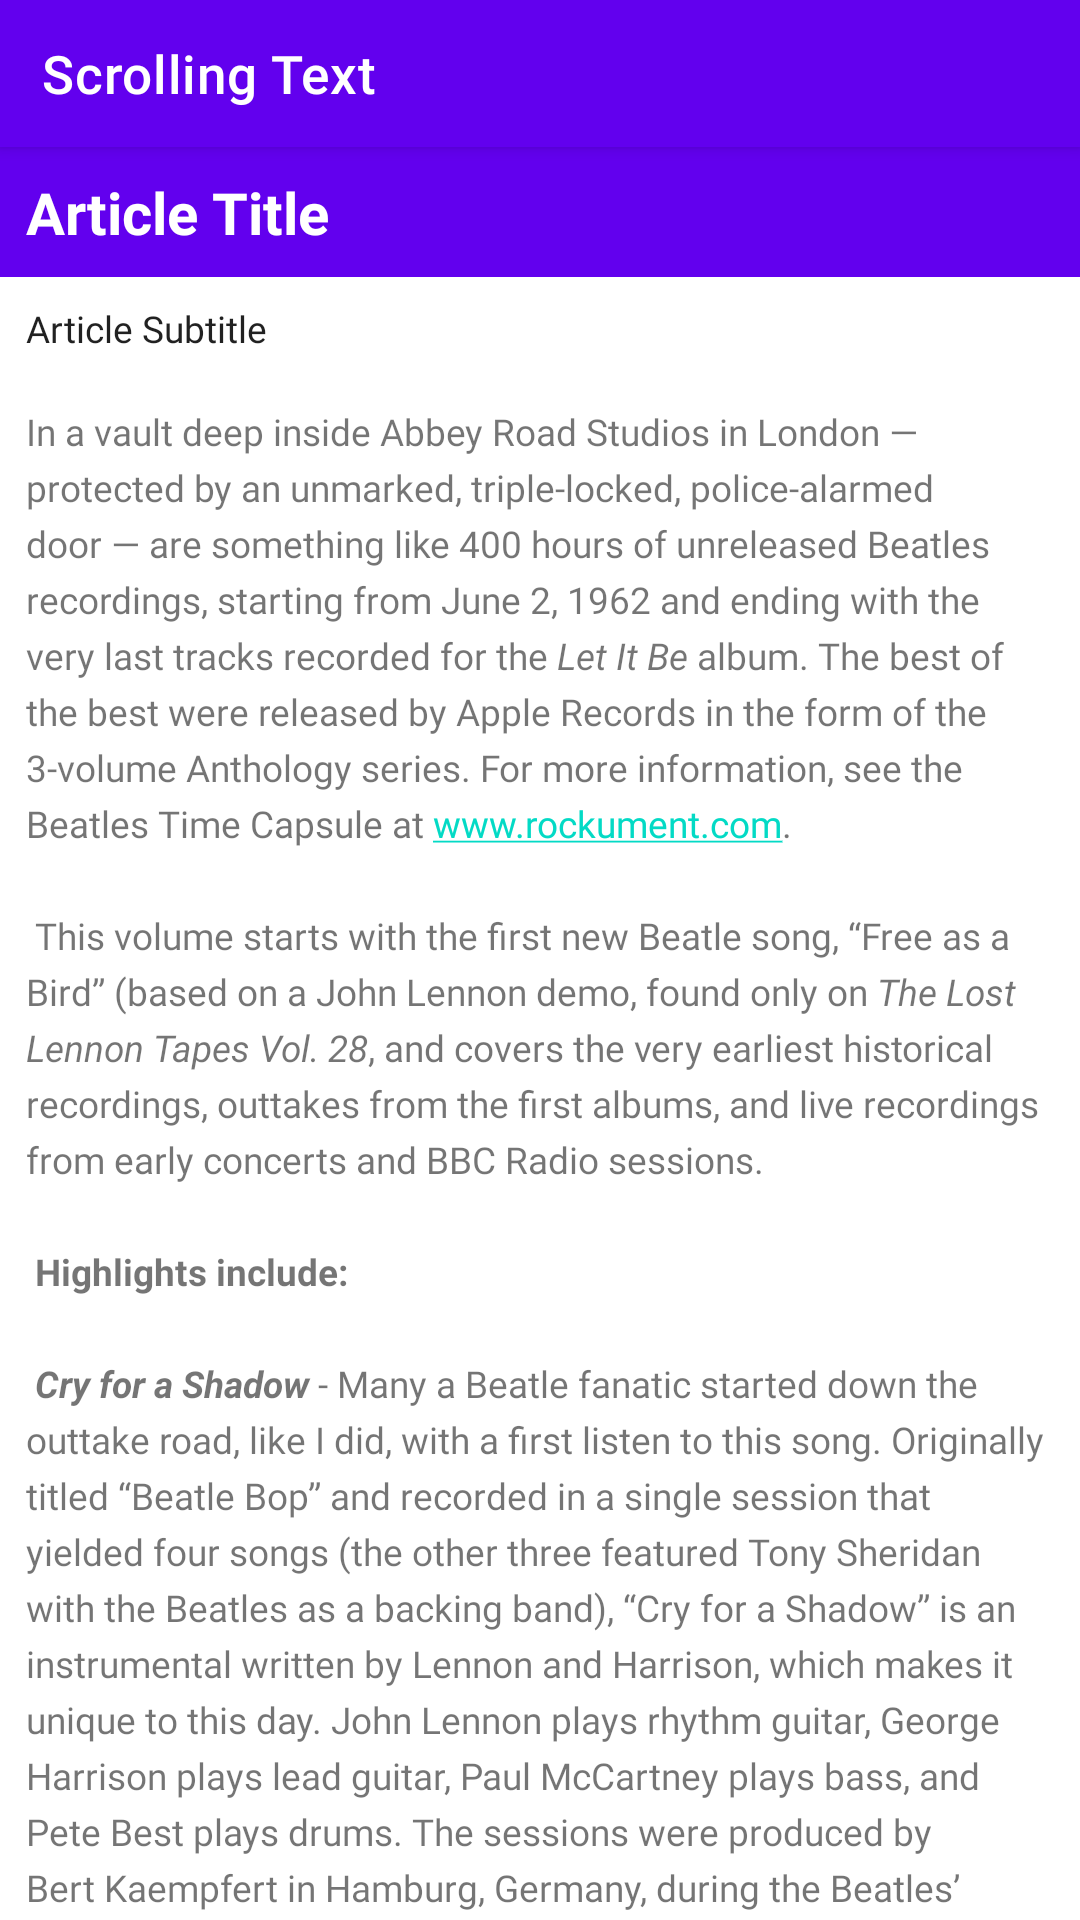 Scrolling Text
Article Title
Article Subtitle
In a vault deep inside Abbey Road Studios in London —
protected by an unmarked, triple-locked, police-alarmed
door — are something like 400 hours of unreleased Beatles
recordings, starting from June 2, 1962 and ending with the
very last tracks recorded for the Let It Be album. The best of
the best were released by Apple Records in the form of the
3-volume Anthology series. For more information, see the
Beatles Time Capsule at www.rockument.com.
This volume starts with the first new Beatle song, “Free as a
Bird” (based on a John Lennon demo, found only on The Lost
Lennon Tapes Vol. 28, and covers the very earliest historical
recordings, outtakes from the first albums, and live recordings
from early concerts and BBC Radio sessions.
Highlights include:
Cry for a Shadow - Many a Beatle fanatic started down the
outtake road, like I did, with a first listen to this song. Originally
titled “Beatle Bop” and recorded in a single session that
yielded four songs (the other three featured Tony Sheridan
with the Beatles as a backing band), “Cry for a Shadow” is an
instrumental written by Lennon and Harrison, which makes it
unique to this day. John Lennon plays rhythm guitar, George
Harrison plays lead guitar, Paul McCartney plays bass, and
Pete Best plays drums. The sessions were produced by
Bert Kaempfert in Hamburg, Germany, during the Beatles’